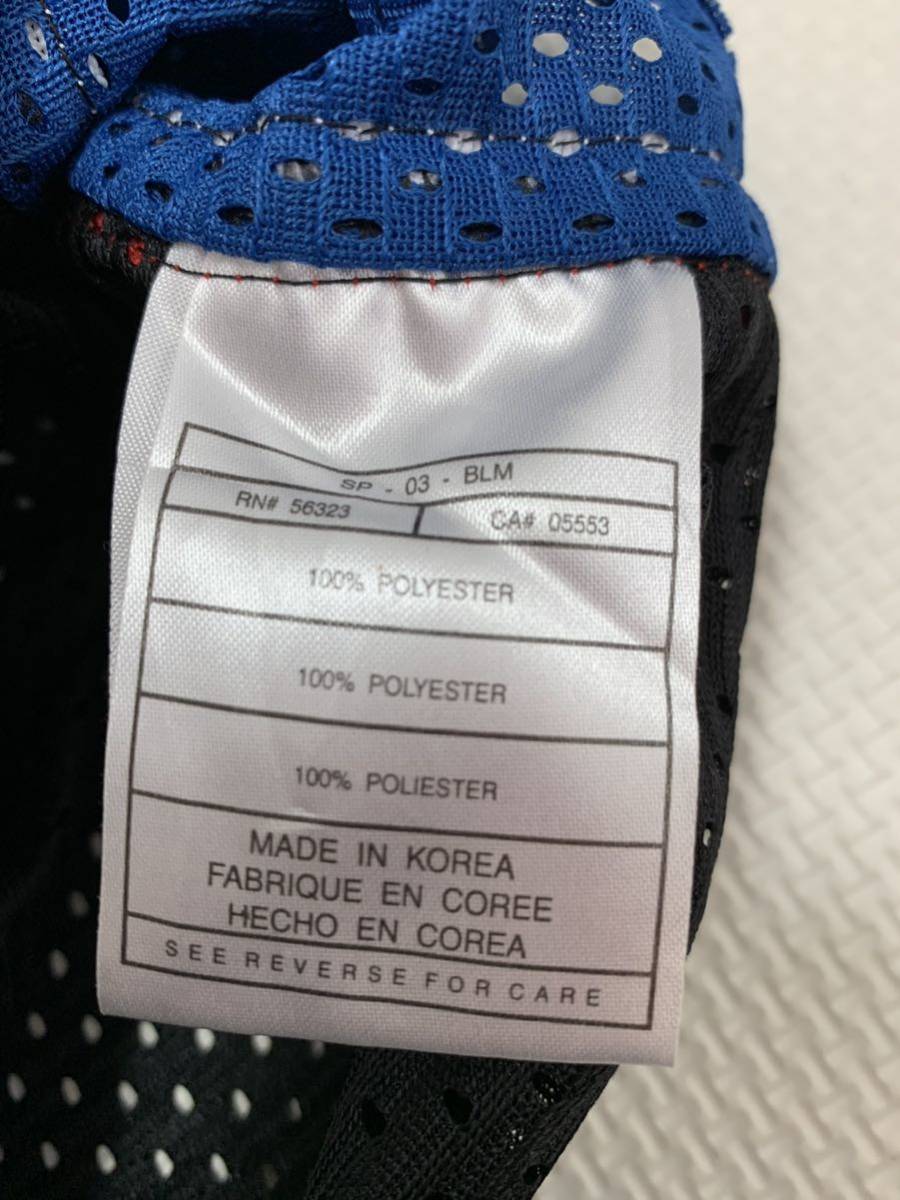 SP - 03 - BLM
RN# 56323 CA# 05553
100% POLYESTER
100% POLYESTER
100% POLIESTER
MADE IN KOREA
FABRIQUE EN COREE
HECHO EN COREA
SEE REVERSE FOR CARE